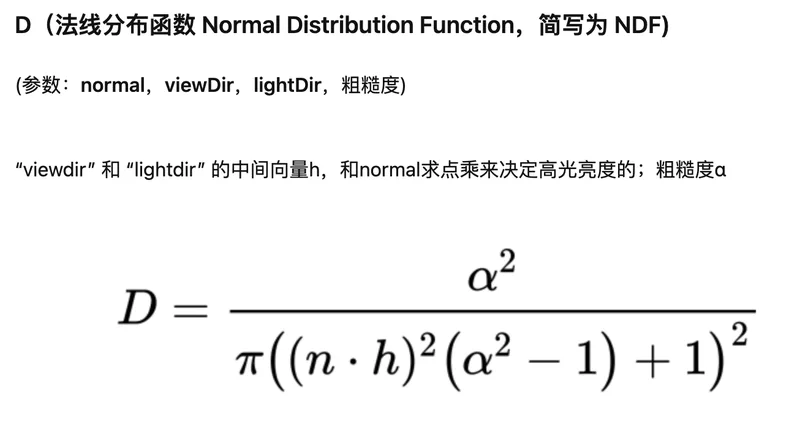 D（法线分布函数 Normal Distribution Function，简写为 NDF)
(参数：normal，viewDir，lightDir，粗糙度)
“viewdir” 和 “lightdir” 的中间向量h，和normal求点乘来决定高光亮度的；粗糙度α
D = α² / π((n · h)²(α² − 1) + 1)²